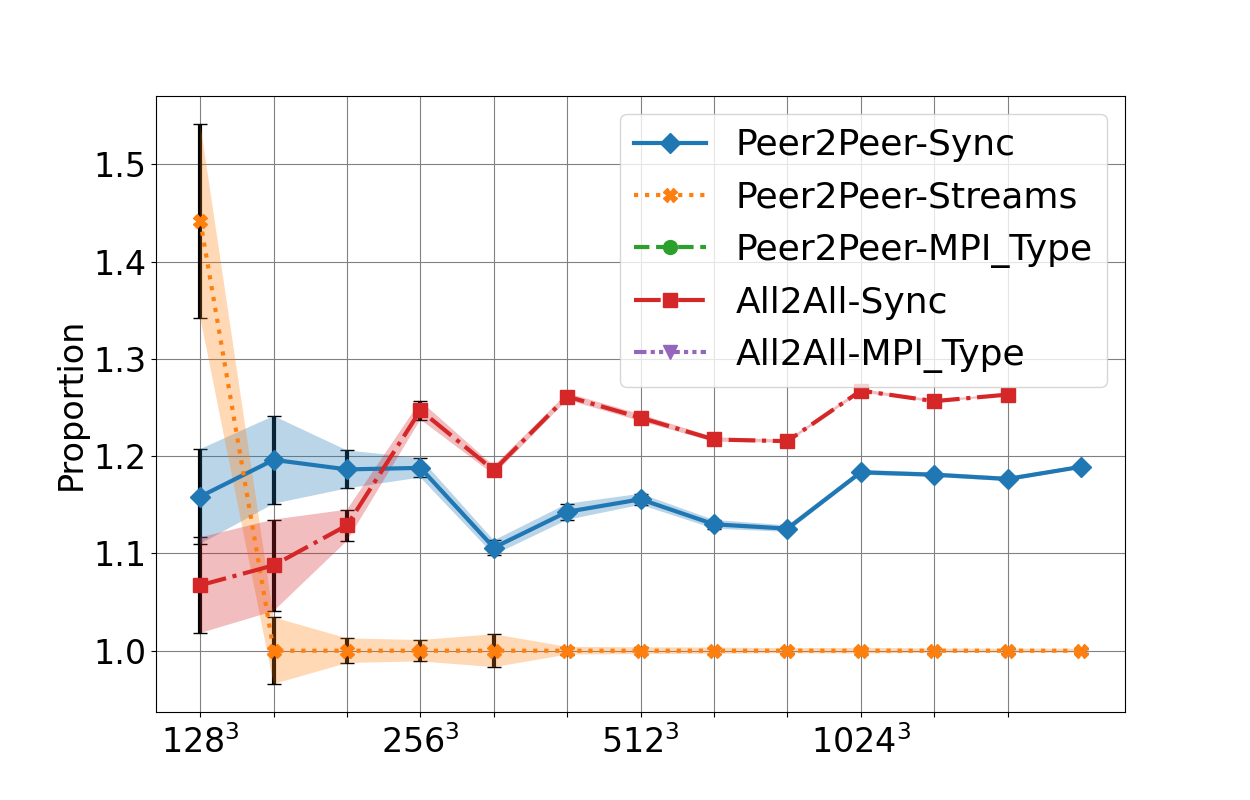 Peer2Peer-Sync
Peer2Peer-Streams
Peer2Peer-MPI_Type
All2All-Sync
All2All-MPI_Type
Proportion
1.5
1.4
1.3
1.2
1.1
1.0
128³
256³
512³
1024³